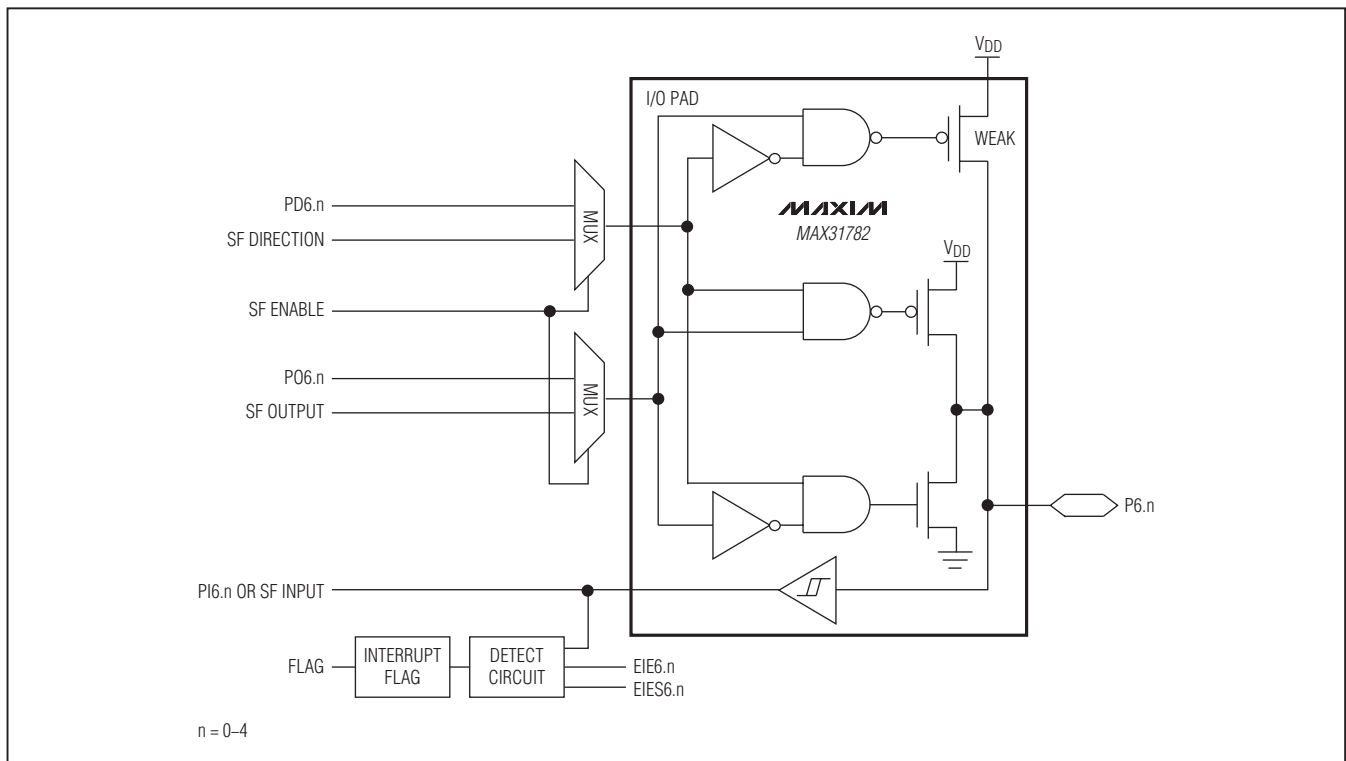 VDD
I/O PAD
WEAK
PD6.n
MUX
MAXIM
SF DIRECTION
MAX31782
VDD
SF ENABLE
PO6.n
MUX
SF OUTPUT
P6.n
PI6.n OR SF INPUT
FLAG
INTERRUPT
FLAG
DETECT
CIRCUIT
EIE6.n
EIES6.n
n = 0–4